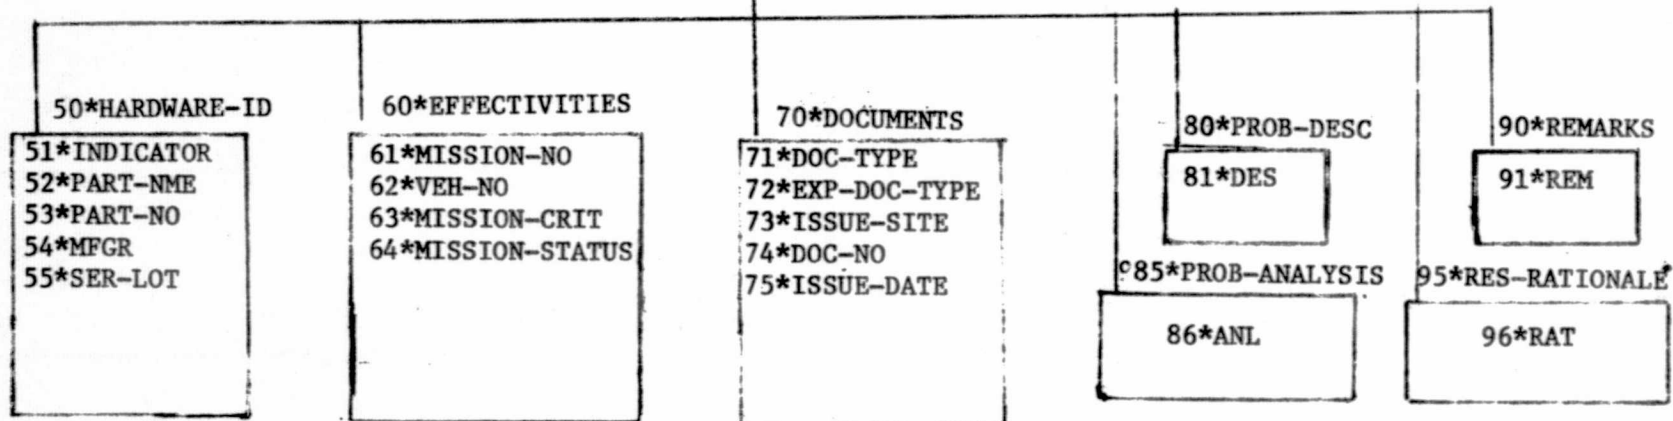 50*HARDWARE-ID
51*INDICATOR
52*PART-NME
53*PART-NO
54*MFGR
55*SER-LOT
60*EFFECTIVITIES
61*MISSION-NO
62*VEH-NO
63*MISSION-CRIT
64*MISSION-STATUS
70*DOCUMENTS
71*DOC-TYPE
72*EXP-DOC-TYPE
73*ISSUE-SITE
74*DOC-NO
75*ISSUE-DATE
80*PROB-DESC
81*DES
85*PROB-ANALYSIS
86*ANL
90*REMARKS
91*REM
95*RES-RATIONALE
96*RAT